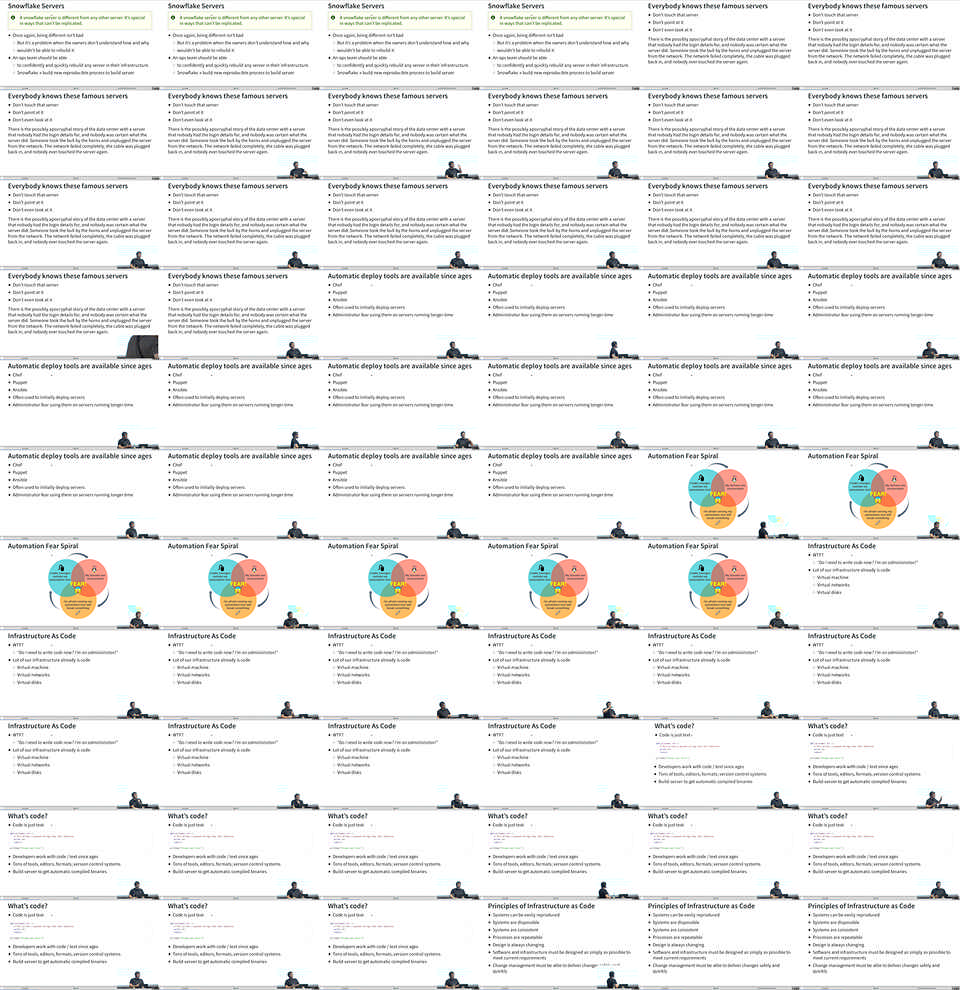 Snowflake Servers
A snowflake server is different from any other server. It's special
in ways that can't be replicated.
Once again, being different isn't bad
But it's a problem when the owners don't understand how and why
wouldn't be able to rebuild it
An ops team should be able
to confidently and quickly rebuild any server in their infrastructure
Snowflake = build new reproducible process to build server
Everybody knows these famous servers
Don't touch that server
Don't point at it
Don't even look at it
There is the possibly apocryphal story of the data center with a server
that nobody had the login details for, and nobody was certain what the
server did. Someone took the bull by the horns and unplugged the server
from the network. The network failed completely, the cable was plugged
back in, and nobody ever touched the server again.
Automatic deploy tools are available since ages
Chef
Puppet
Ansible
Often used to initially deploy servers
Administrator fear using them on servers running longer time
Automation Fear Spiral
FEAR!
Infrastructure As Code
WTF?
"Do I need to write code now? I'm an administrator!"
Lot of our infrastructure already is code
Virtual machine
Virtual networks
Virtual disks
What's code?
Code is just text
Developers work with code / text since ages
Tons of tools, editors, formats, version control systems
Build server to get automatic compiled binaries
Principles of Infrastructure as Code
Systems can be easily reproduced
Systems are disposable
Systems are consistent
Processes are repeatable
Design is always changing
Software and infrastructure must be designed as simply as possible to
meet current requirements
Change management must be able to deliver changes safely and
quickly